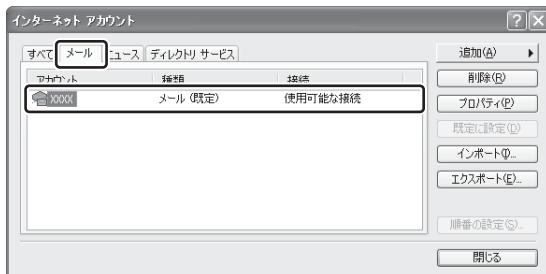 インターネット アカウント
すべて メール ニュース ディレクトリ サービス
アカウント 種類 接続
XXXX メール (既定) 使用可能な接続
追加(A)
削除(R)
プロパティ(P)
既定に設定(D)
インポート(I)...
エクスポート(E)...
順番の設定(S)...
閉じる